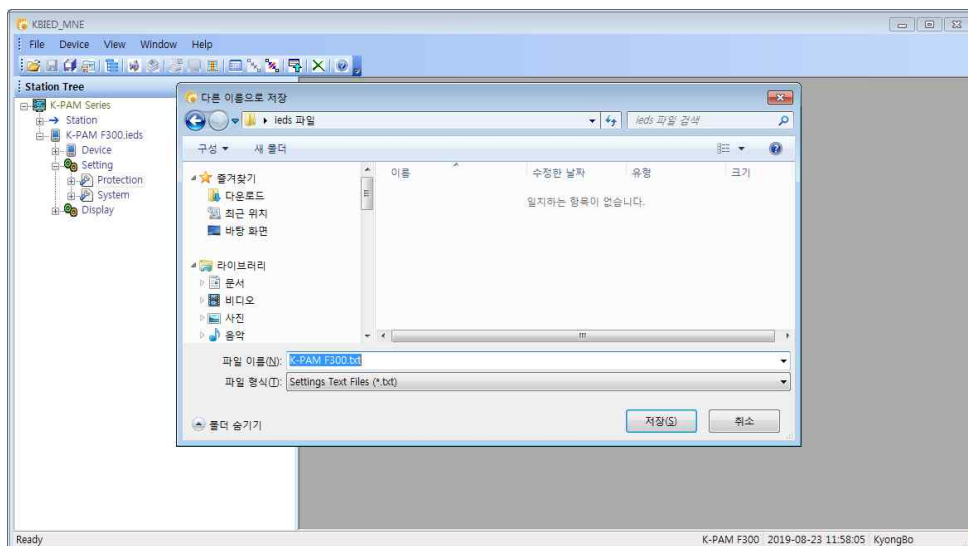 KBIED_MNE
File Device View Window Help
Station Tree
K-PAM Series
Station
K-PAM F300.ieds
Device
Setting
Protection
System
Display
다른 이름으로 저장
ieds 파일
ieds 파일 검색
구성 새 폴더
즐겨찾기
다운로드
최근 위치
바탕 화면
라이브러리
문서
비디오
사진
음악
이름 수정한 날짜 유형 크기
일치하는 항목이 없습니다.
파일 이름(N): K-PAM F300.txt
파일 형식(T): Settings Text Files (*.txt)
폴더 숨기기
저장(S) 취소
Ready K-PAM F300 2019-08-23 11:58:05 KyongBo